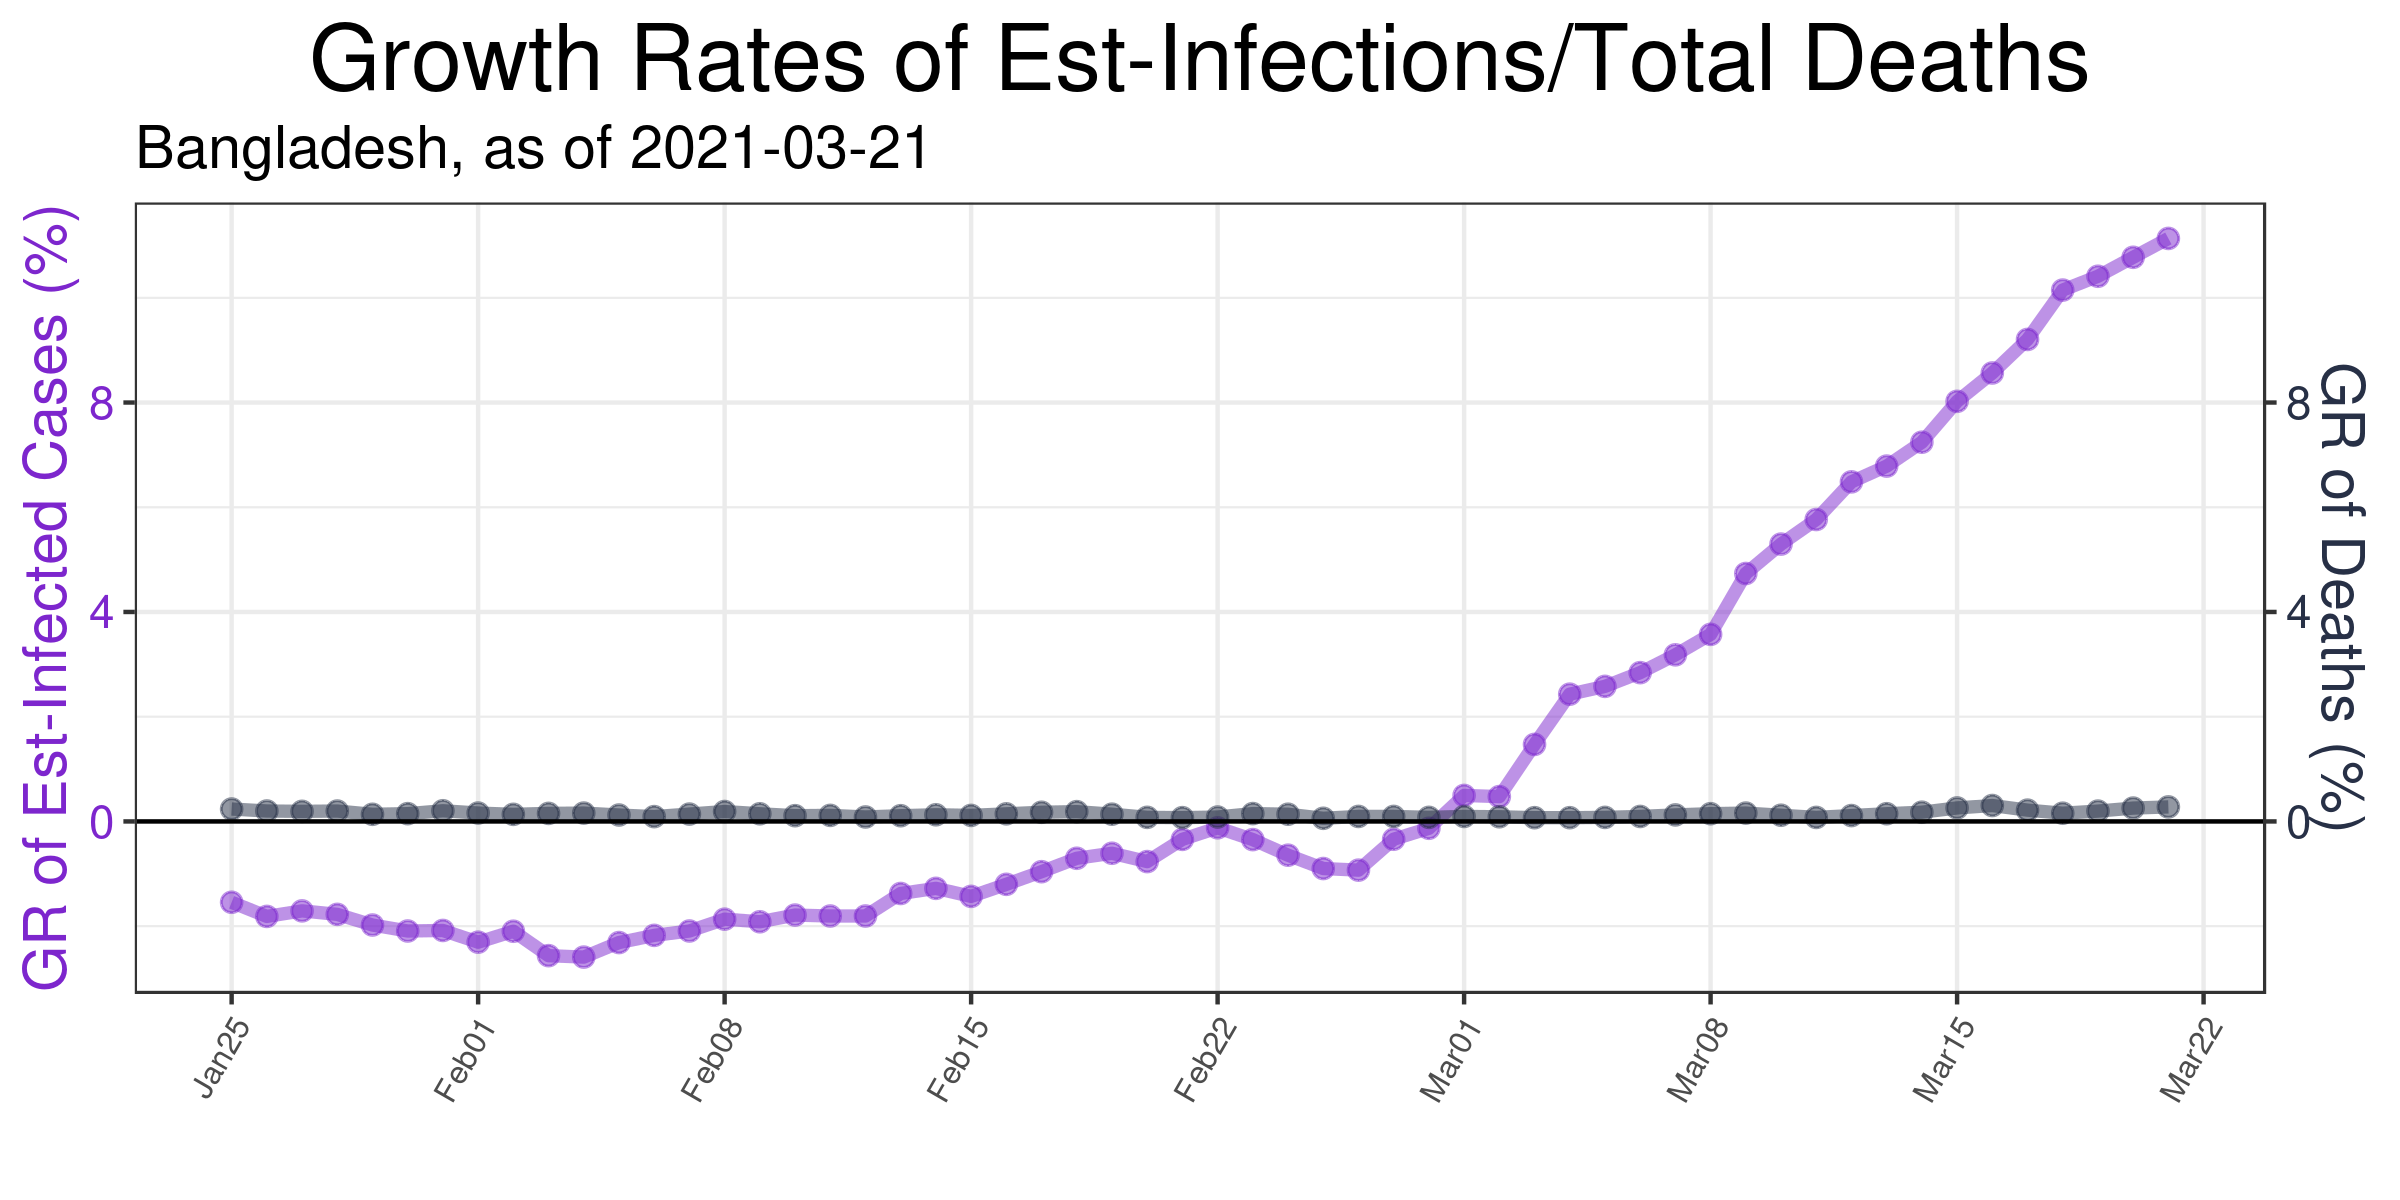 Growth Rates of Est-Infections/Total Deaths
Bangladesh, as of 2021-03-21
GR of Est-Infected Cases (%)
8
4
0
8
4
0
GR of Deaths (%)
Jan25
Feb01
Feb08
Feb15
Feb22
Mar01
Mar08
Mar15
Mar22